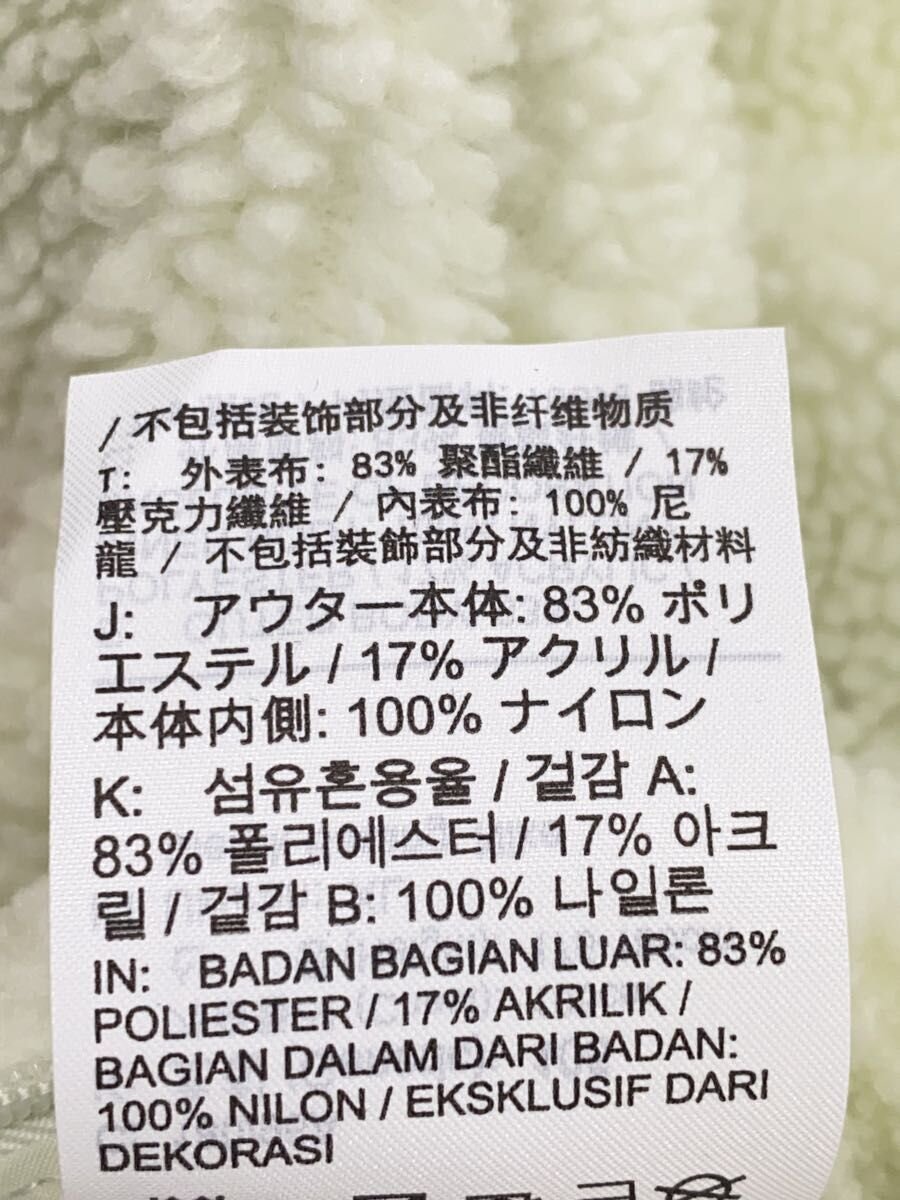 / 不包括装饰部分及非纤维物质
T: 外表布: 83% 聚酯纖維 / 17%
壓克力纖維 / 內表布: 100% 尼
龍 / 不包括裝飾部分及非紡織材料
J: アウター本体: 83% ポリ
エステル / 17% アクリル /
本体内側: 100% ナイロン
K: 섬유혼용율 / 겉감 A:
83% 폴리에스터 / 17% 아크
릴 / 겉감 B: 100% 나일론
IN: BADAN BAGIAN LUAR: 83%
POLIESTER / 17% AKRILIK /
BAGIAN DALAM DARI BADAN:
100% NILON / EKSKLUSIF DARI
DEKORASI